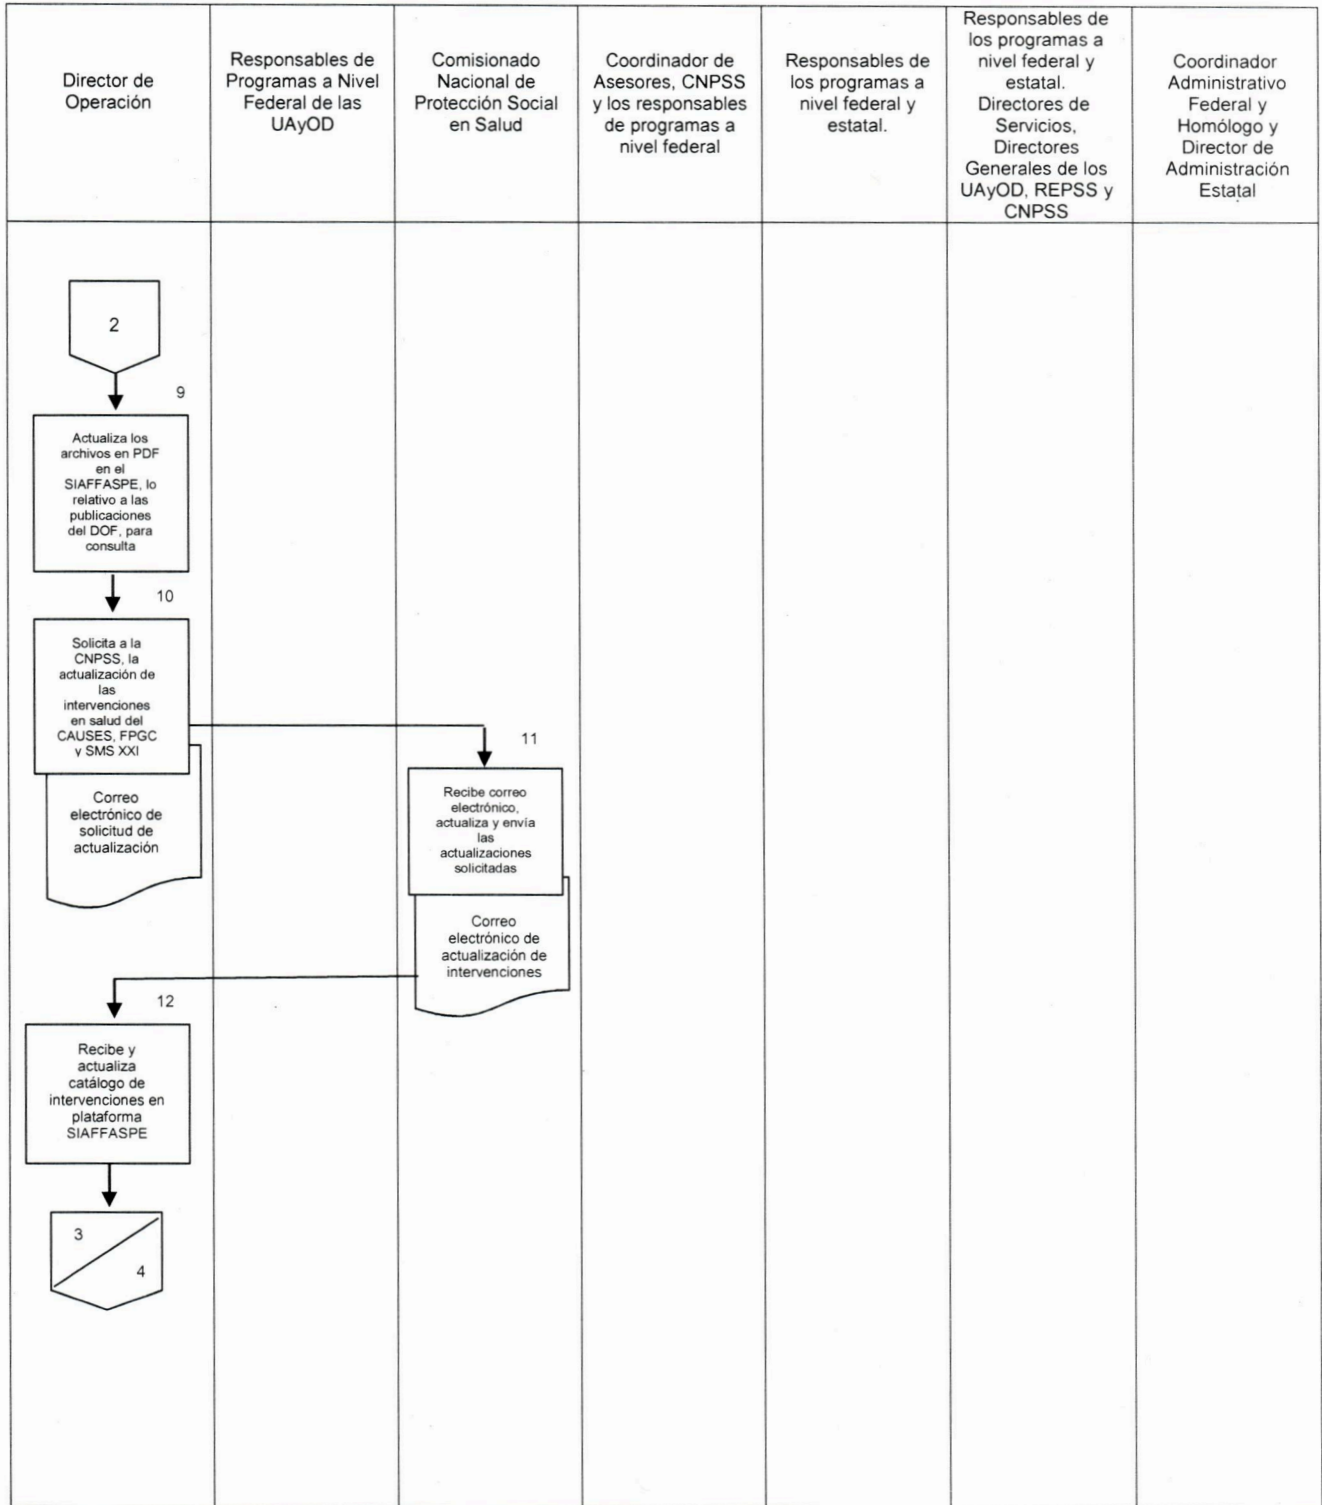 Director de
Operación
Responsables de
Programas a Nivel
Federal de las
UAyOD
Comisionado
Nacional de
Protección Social
en Salud
Coordinador de
Asesores, CNPSS
y los responsables
de programas a
nivel federal
Responsables de
los programas a
nivel federal y
estatal.
Responsables de
los programas a
nivel federal y
estatal.
Directores de
Servicios,
Directores
Generales de los
UAyOD, REPSS y
CNPSS
Coordinador
Administrativo
Federal y
Homólogo y
Director de
Administración
Estatal
2
9
Actualiza los
archivos en PDF
en el
SIAFFASPE, lo
relativo a las
publicaciones
del DOF, para
consulta
10
Solicita a la
CNPSS, la
actualización de
las
intervenciones
en salud del
CAUSES, FPGC
y SMS XXI
Correo
electrónico de
solicitud de
actualización
11
Recibe correo
electrónico,
actualiza y envía
las
actualizaciones
solicitadas
Correo
electrónico de
actualización de
intervenciones
12
Recibe y
actualiza
catálogo de
intervenciones en
plataforma
SIAFFASPE
3
4